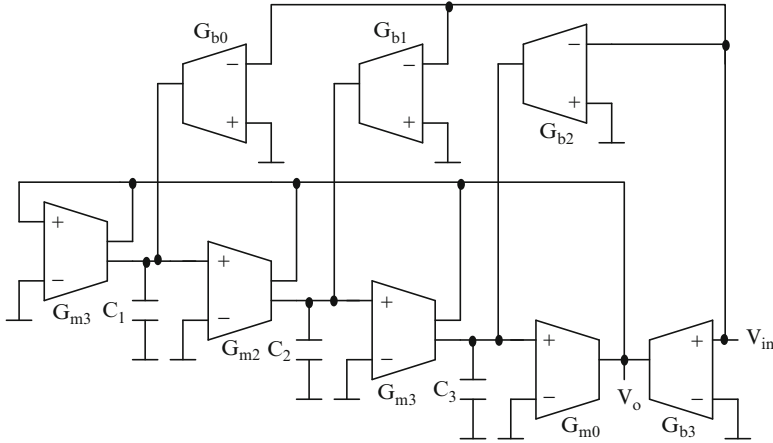 G_b0
G_b1
−
−
−
+
+
+
G_b2
+
−
G_m3
C_1
+
−
G_m2
C_2
+
−
G_m3
C_3
+
−
G_m0
V_o
+
−
G_b3
V_in